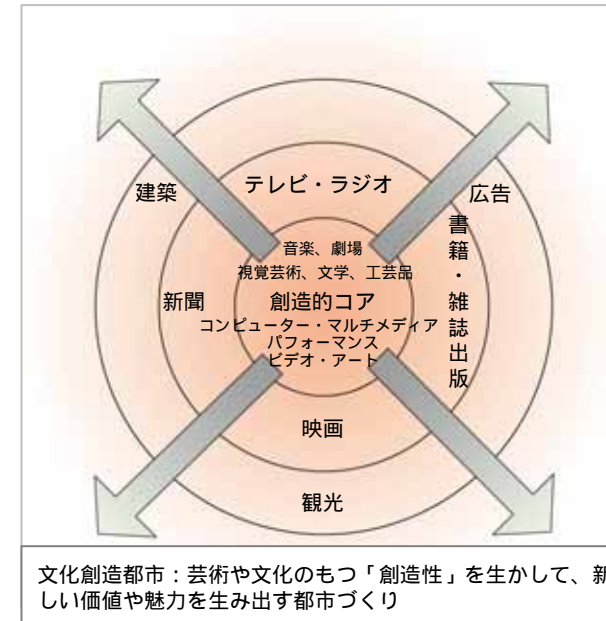 建築
テレビ・ラジオ
広告
書籍・雑誌出版
音楽、劇場
視覚芸術、文学、工芸品
新聞
創造的コア
コンピューター・マルチメディア
パフォーマンス
ビデオ・アート
映画
観光
文化創造都市：芸術や文化のもつ「創造性」を生かして、新
しい価値や魅力を生み出す都市づくり